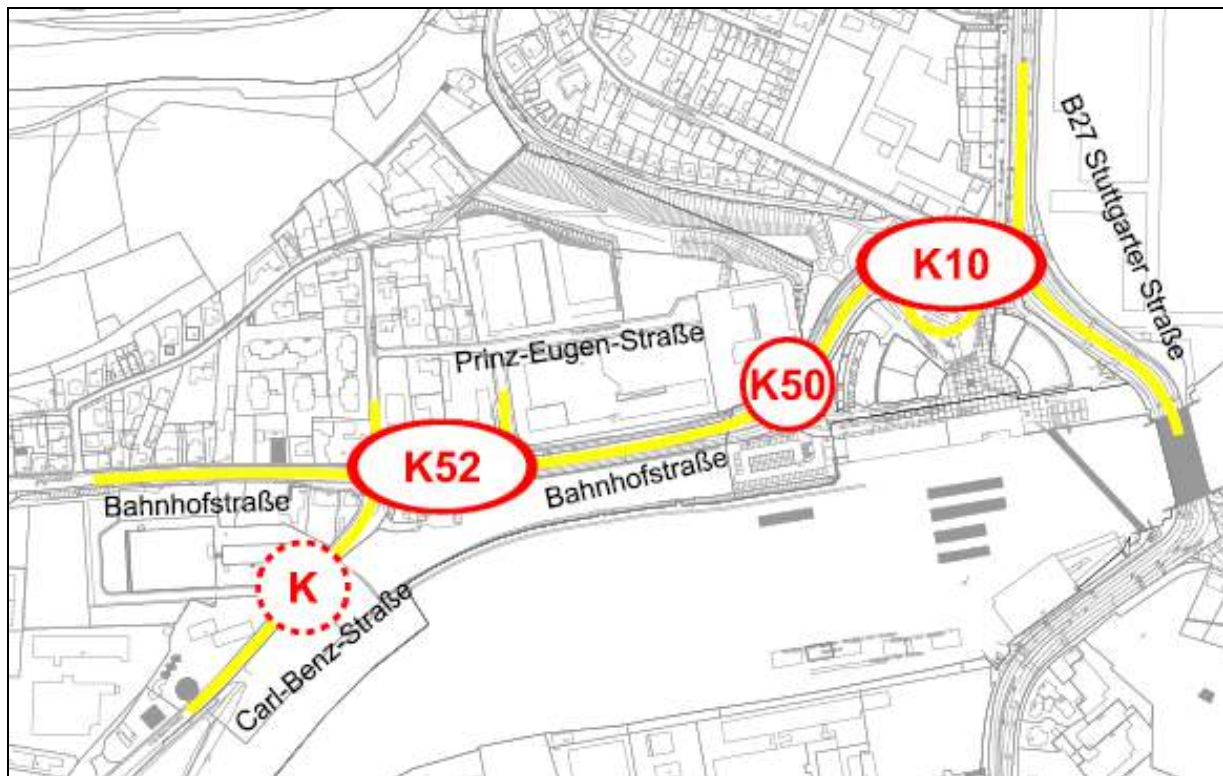 B27 Stuttgarter Straße
K10
Prinz-Eugen-Straße
K50
K52
Bahnhofstraße
Bahnhofstraße
K
Carl-Benz-Straße